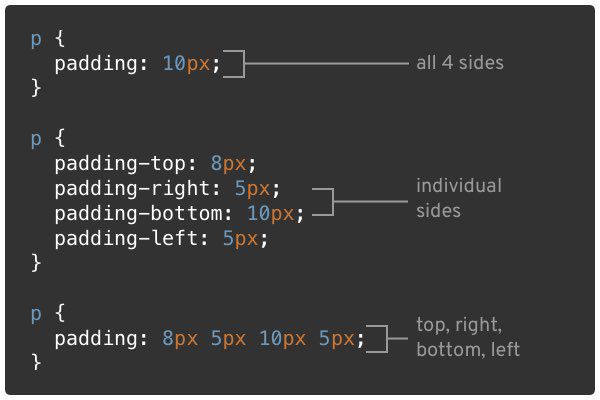 p {
  padding: 10px;
}
all 4 sides
p {
  padding-top: 8px;
  padding-right: 5px;
  padding-bottom: 10px;
  padding-left: 5px;
}
individual
sides
p {
  padding: 8px 5px 10px 5px;
}
top, right,
bottom, left